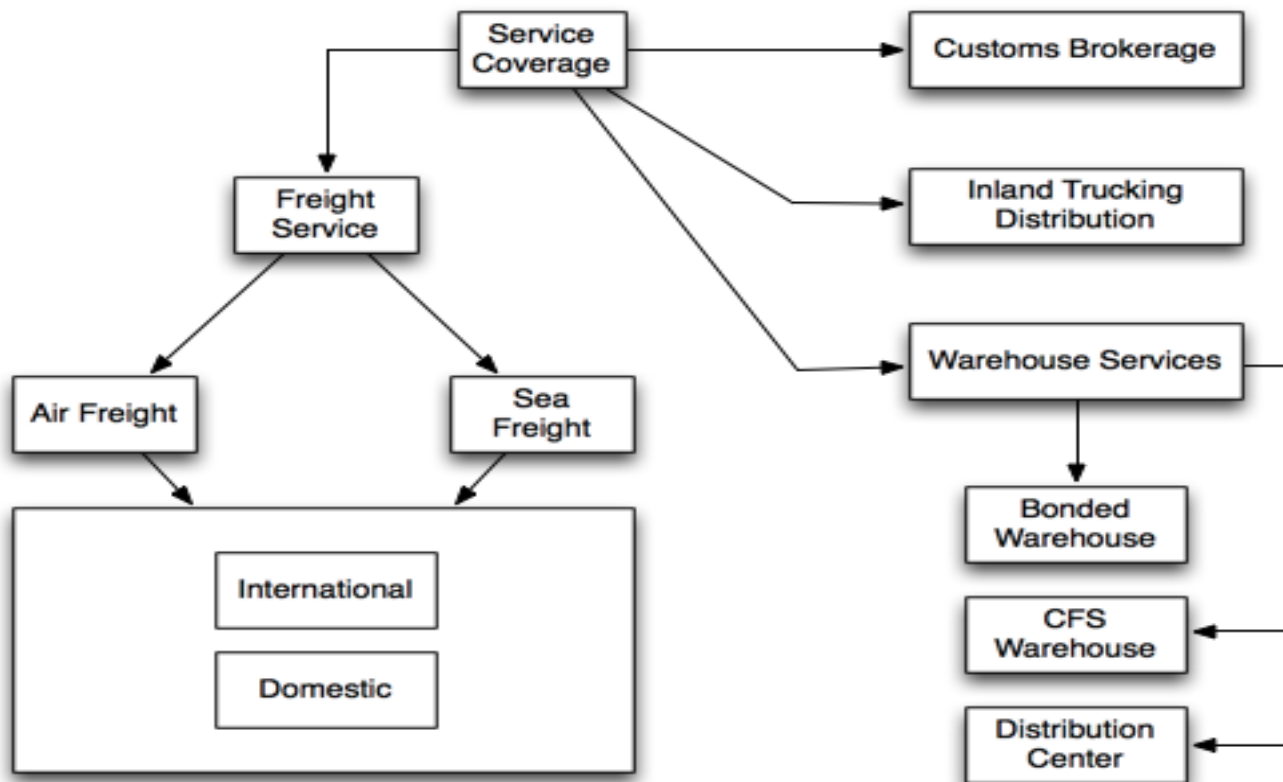 Service
Coverage
Customs Brokerage
Freight
Service
Inland Trucking
Distribution
Warehouse Services
Air Freight
Sea
Freight
Bonded
Warehouse
International
CFS
Warehouse
Domestic
Distribution
Center